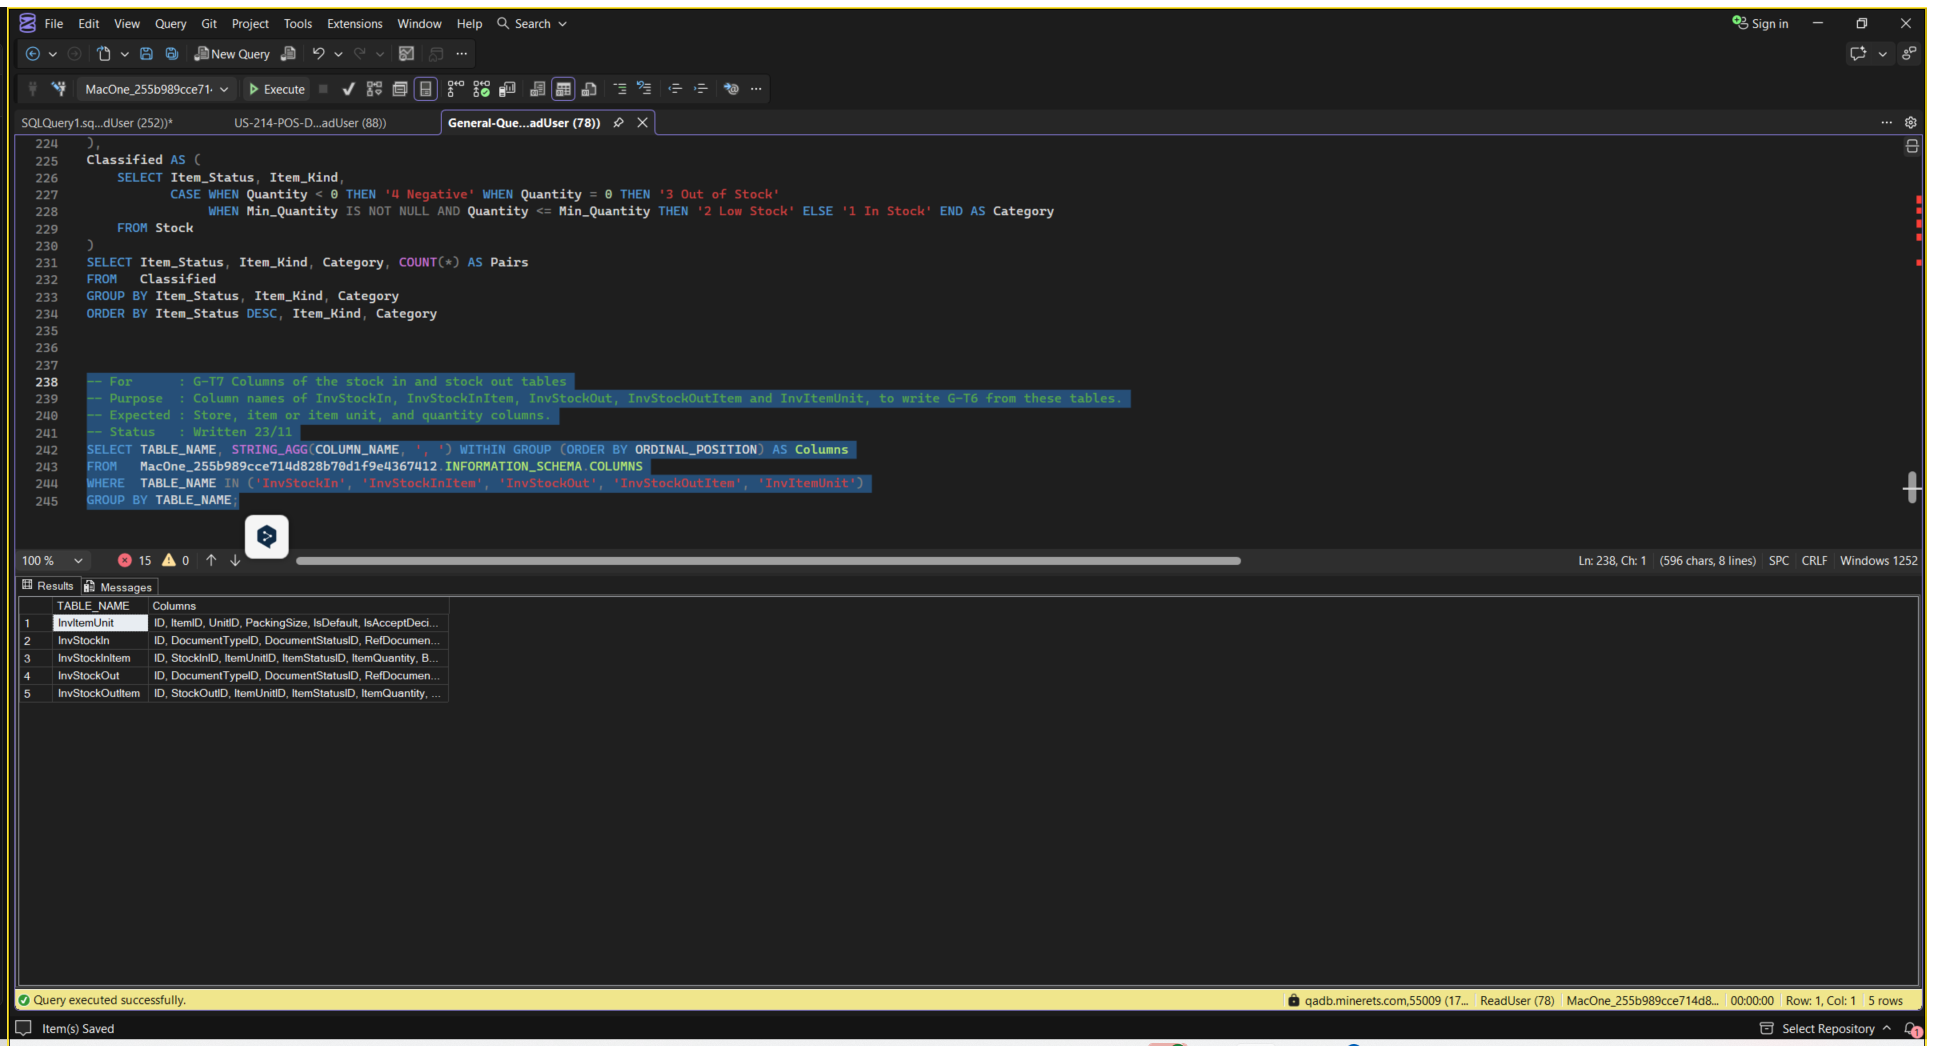 File Edit View Query Git Project Tools Extensions Window Help Search Sign in
New Query
MacOne_255b989cce71 Execute
SQLQuery1.sq...dUser (252))* US-214-POS-D...adUser (88)) General-Que...adUser (78))
224 ),
225 Classified AS (
226 SELECT Item_Status, Item_Kind,
227 CASE WHEN Quantity < 0 THEN '4 Negative' WHEN Quantity = 0 THEN '3 Out of Stock'
228 WHEN Min_Quantity IS NOT NULL AND Quantity <= Min_Quantity THEN '2 Low Stock' ELSE '1 In Stock' END AS Category
229 FROM Stock
230 )
231 SELECT Item_Status, Item_Kind, Category, COUNT(*) AS Pairs
232 FROM Classified
233 GROUP BY Item_Status, Item_Kind, Category
234 ORDER BY Item_Status DESC, Item_Kind, Category
235
236
237
238 -- For : G-T7 Columns of the stock in and stock out tables
239 -- Purpose : Column names of InvStockIn, InvStockInItem, InvStockOut, InvStockOutItem and InvItemUnit, to write G-T6 from these tables.
240 -- Expected : Store, item or item unit, and quantity columns.
241 -- Status : Written 23/11
242 SELECT TABLE_NAME, STRING_AGG(COLUMN_NAME, ', ') WITHIN GROUP (ORDER BY ORDINAL_POSITION) AS Columns
243 FROM MacOne_255b989cce714d828b70d1f9e4367412.INFORMATION_SCHEMA.COLUMNS
244 WHERE TABLE_NAME IN ('InvStockIn', 'InvStockInItem', 'InvStockOut', 'InvStockOutItem', 'InvItemUnit')
245 GROUP BY TABLE_NAME;
100 % 15 0 Ln: 238, Ch: 1 (596 chars, 8 lines) SPC CRLF Windows 1252
Results Messages
TABLE_NAME Columns
1 InvItemUnit ID, ItemID, UnitID, PackingSize, IsDefault, IsAcceptDeci...
2 InvStockIn ID, DocumentTypeID, DocumentStatusID, RefDocumen...
3 InvStockInItem ID, StockInID, ItemUnitID, ItemStatusID, ItemQuantity, B...
4 InvStockOut ID, DocumentTypeID, DocumentStatusID, RefDocumen...
5 InvStockOutItem ID, StockOutID, ItemUnitID, ItemStatusID, ItemQuantity, ...
Query executed successfully. qadb.minerets.com,55009 (17... ReadUser (78) MacOne_255b989cce714d8... 00:00:00 Row: 1, Col: 1 5 rows
Item(s) Saved Select Repository 1